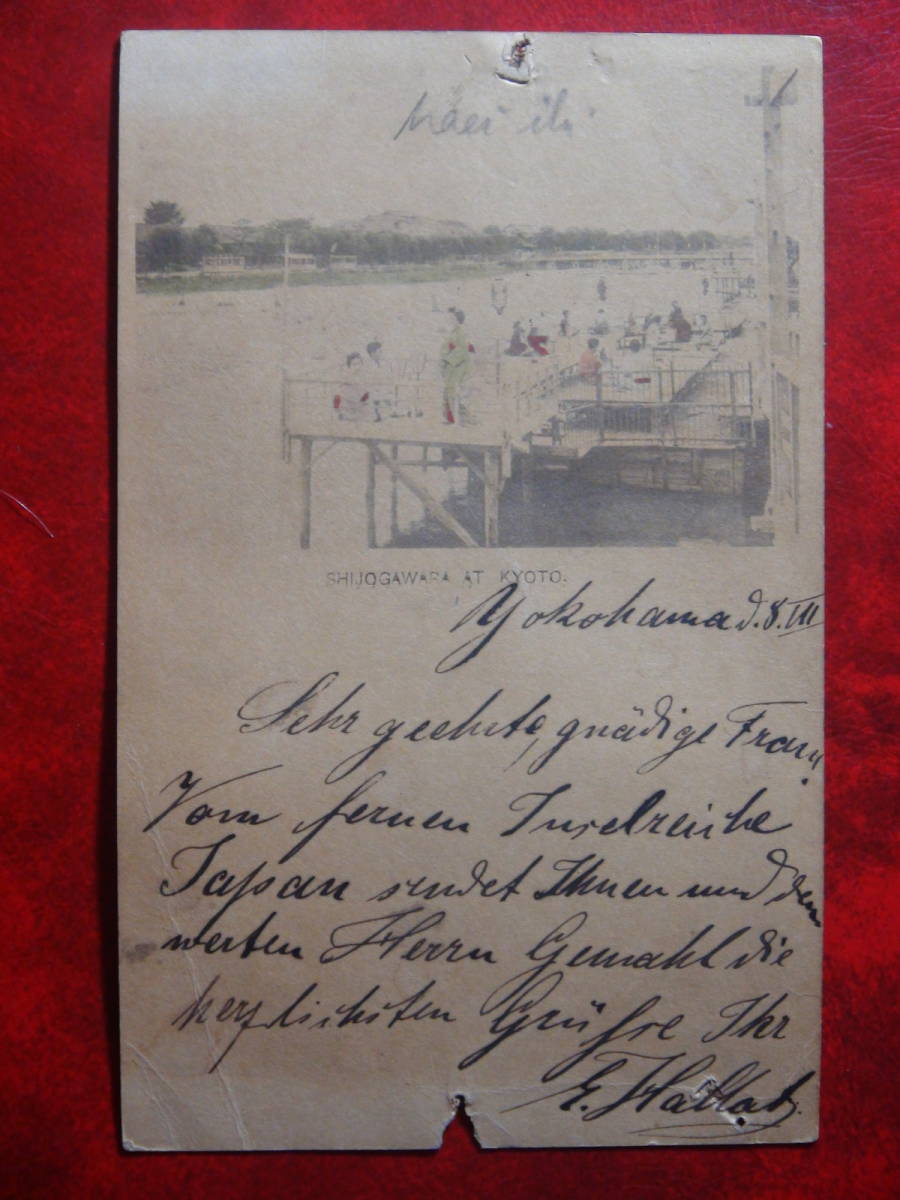 SHIJOGAWARA AT KYOTO.
Yokohama d. 8. III
Sehr geehrte, gnädige Frau!
Vom fernen Inselreiche
Japan sendet Ihnen und dem
werten Herrn Gemahl die
herzlichsten Grüsse Ihr
E.